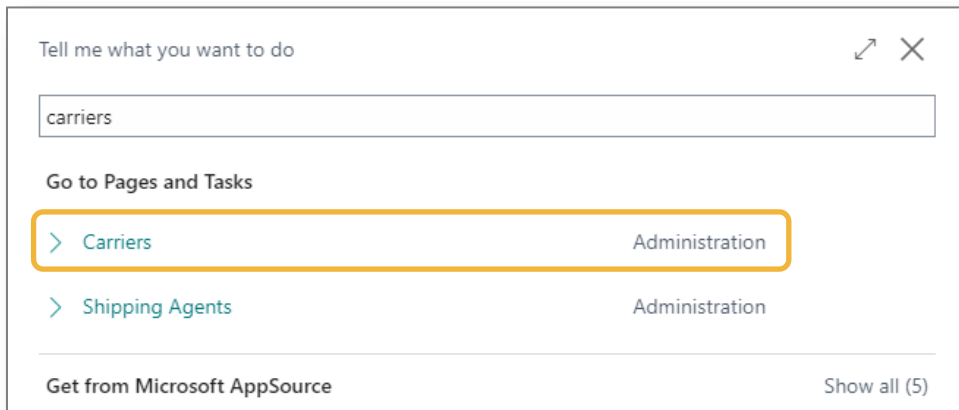 Tell me what you want to do
carriers
Go to Pages and Tasks
Carriers Administration
Shipping Agents Administration
Get from Microsoft AppSource Show all (5)